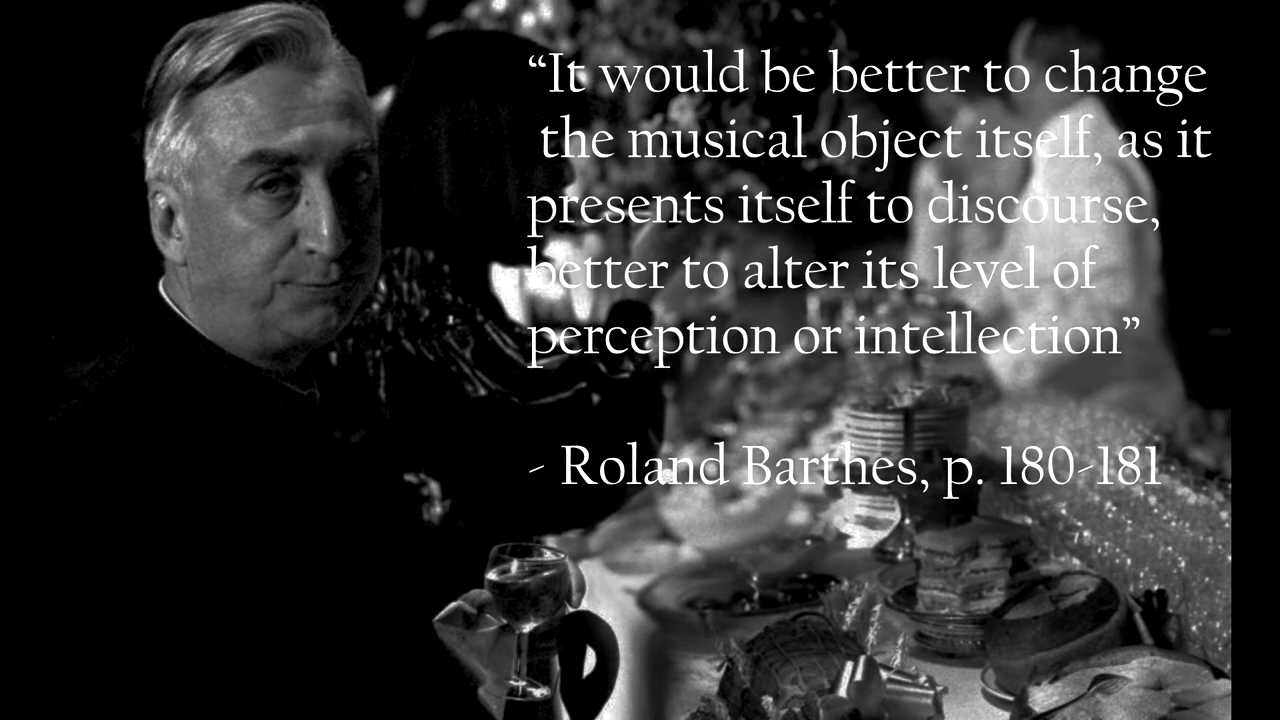 “It would be better to change
the musical object itself, as it
presents itself to discourse,
better to alter its level of
perception or intellection”
- Roland Barthes, p. 180-181